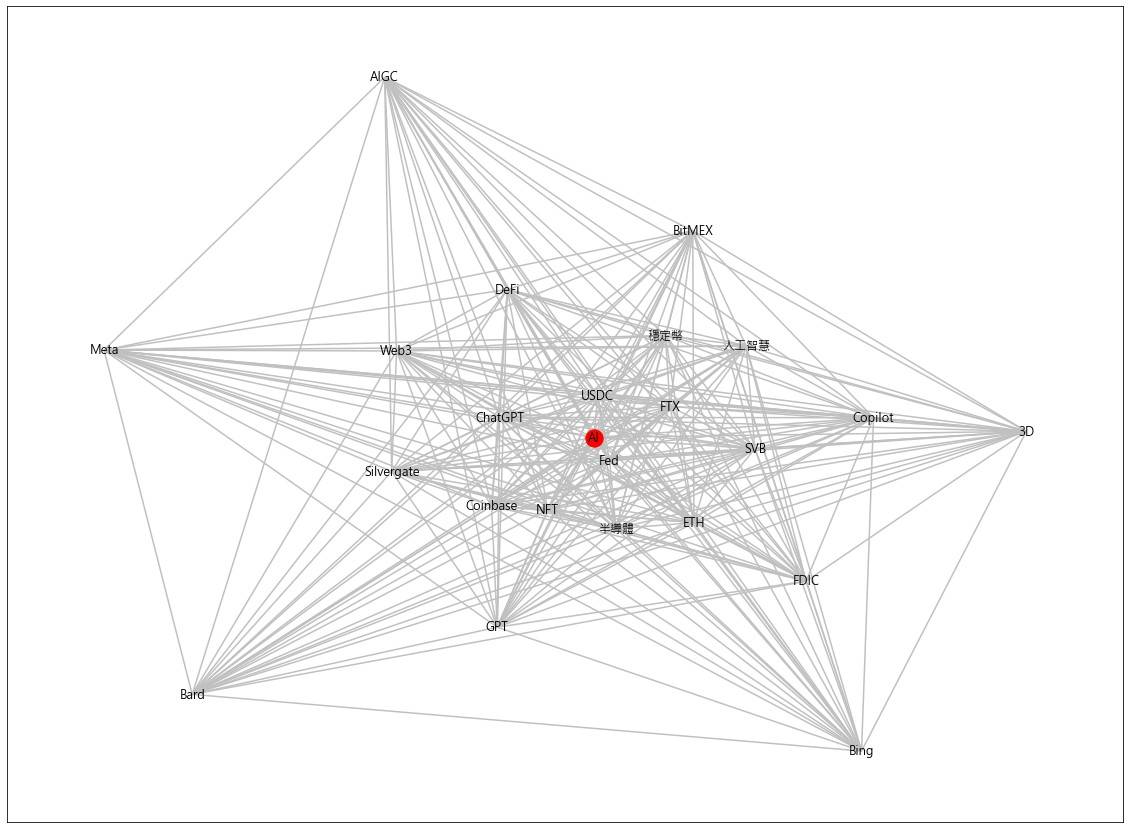 AIGC
BitMEX
DeFi
穩定幣
人工智慧
Meta
Web3
USDC
FTX
ChatGPT
Copilot
3D
AI
SVB
Fed
Silvergate
Coinbase
NFT
ETH
半導體
FDIC
GPT
Bard
Bing